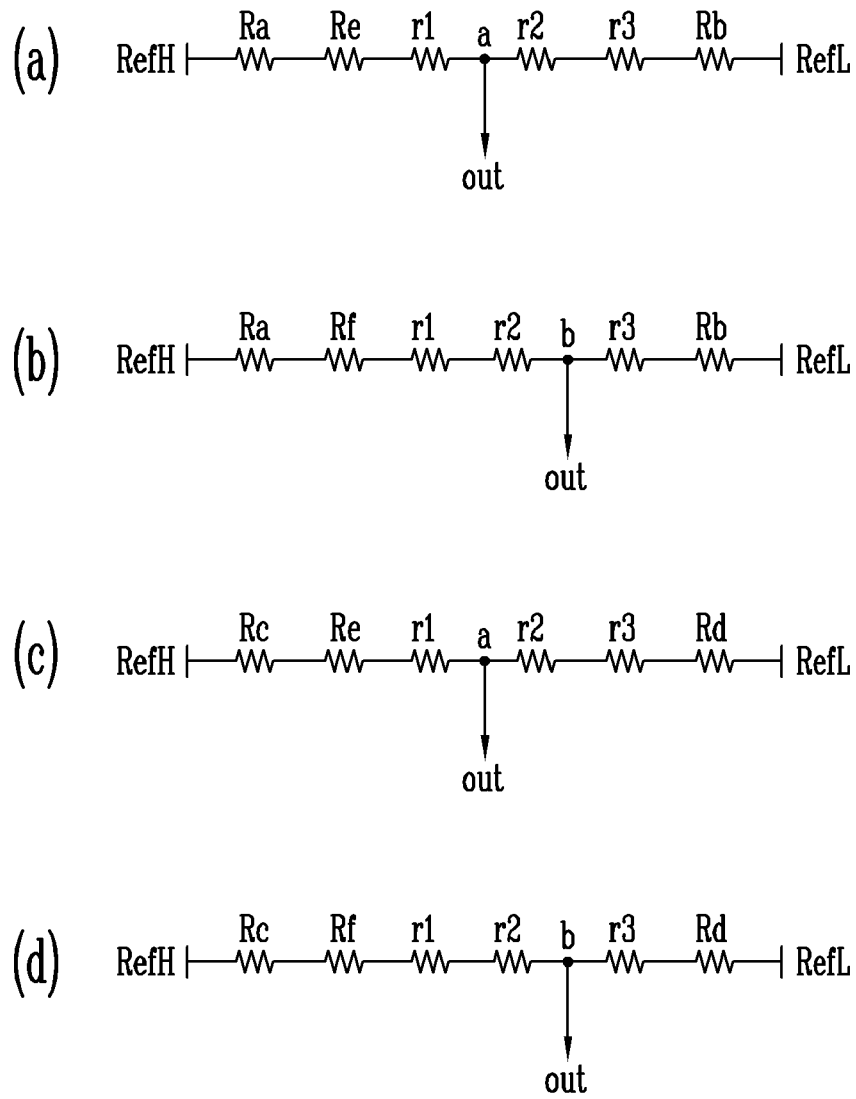 (a) RefH Ra Re r1 a r2 r3 Rb RefL
out
(b) RefH Ra Rf r1 r2 b r3 Rb RefL
out
(c) RefH Rc Re r1 a r2 r3 Rd RefL
out
(d) RefH Rc Rf r1 r2 b r3 Rd RefL
out